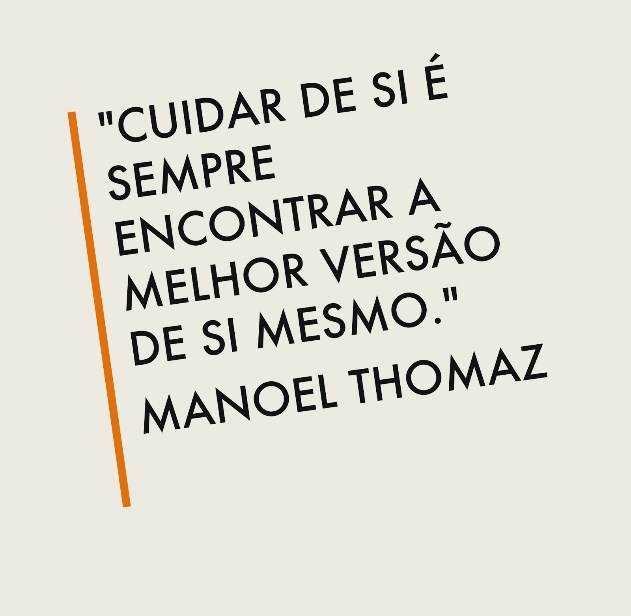 "CUIDAR DE SI É
SEMPRE
ENCONTRAR A
MELHOR VERSÃO
DE SI MESMO."
MANOEL THOMAZ